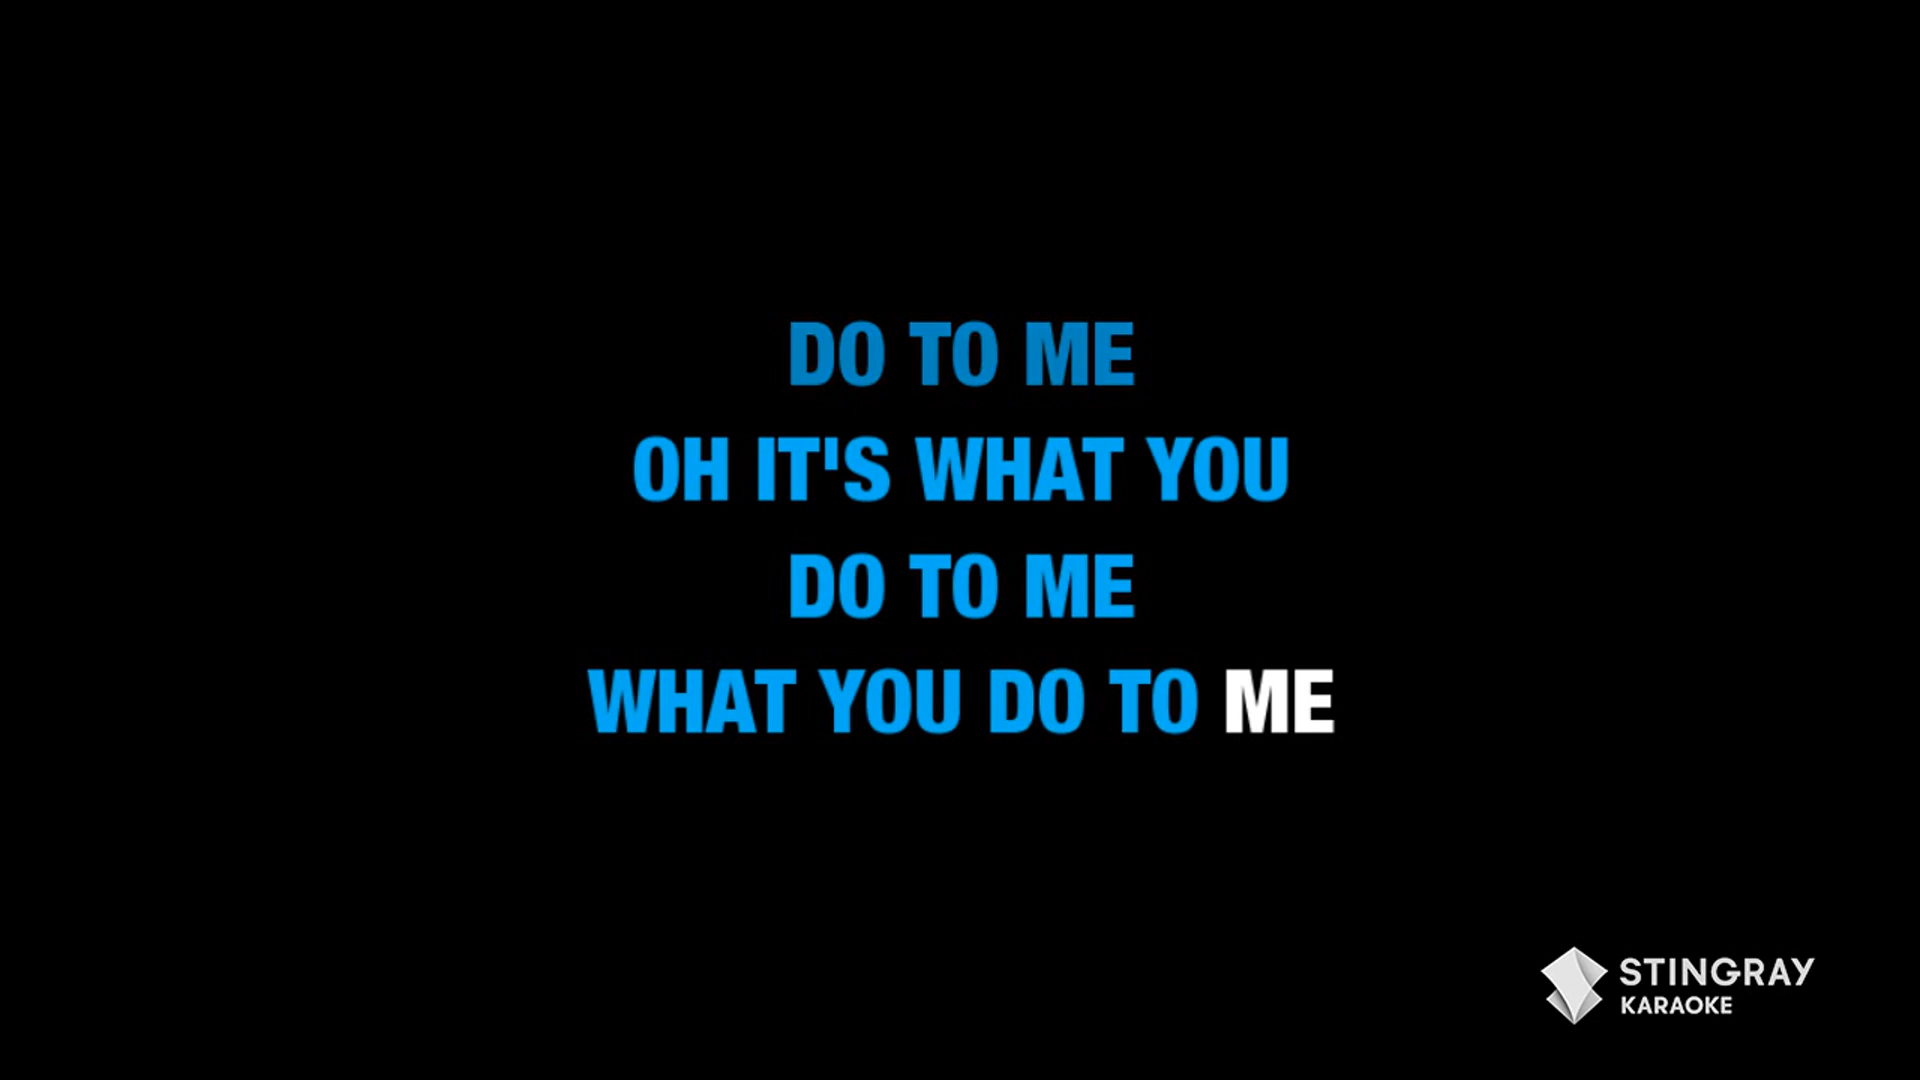 DO TO ME
OH IT'S WHAT YOU
DO TO ME
WHAT YOU DO TO ME
STINGRAY
KARAOKE